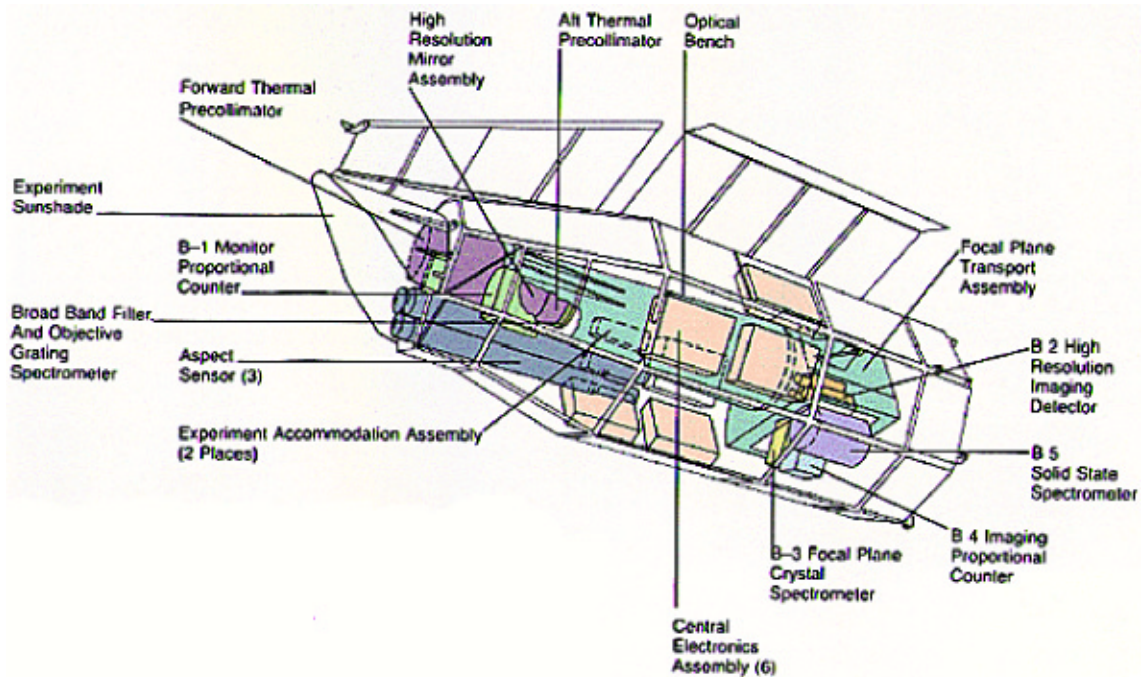 High
Resolution
Mirror
Assembly
Alt Thermal
Precollimator
Optical
Bench
Forward Thermal
Precollimator
Experiment
Sunshade
B-1 Monitor
Proportional
Counter
Focal Plane
Transport
Assembly
Broad Band Filter
And Objective
Grating
Spectrometer
Aspect
Sensor (3)
B 2 High
Resolution
Imaging
Detector
Experiment Accommodation Assembly
(2 Places)
B 5
Solid State
Spectrometer
B 4 Imaging
Proportional
Counter
B-3 Focal Plane
Crystal
Spectrometer
Central
Electronics
Assembly (6)